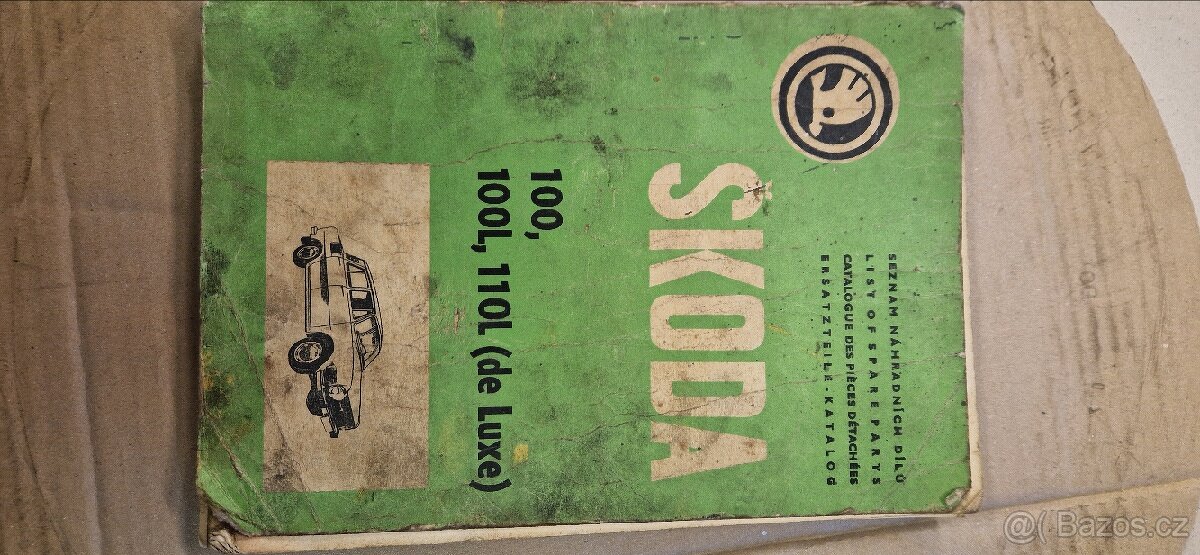 SEZNAM NÁHRADNÍCH DÍLŮ
LIST OF SPARE PARTS
CATALOGUE DES PIÈCES DÉTACHÉES
ERSATZTEILE-KATALOG
ŠKODA
100,
100L, 110L (de Luxe)
@( Bazos.cz